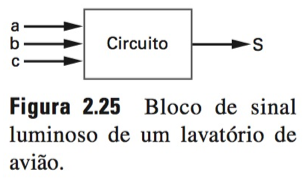 a
b
c
Circuito
S
Figura 2.25 Bloco de sinal
luminoso de um lavatório de
avião.